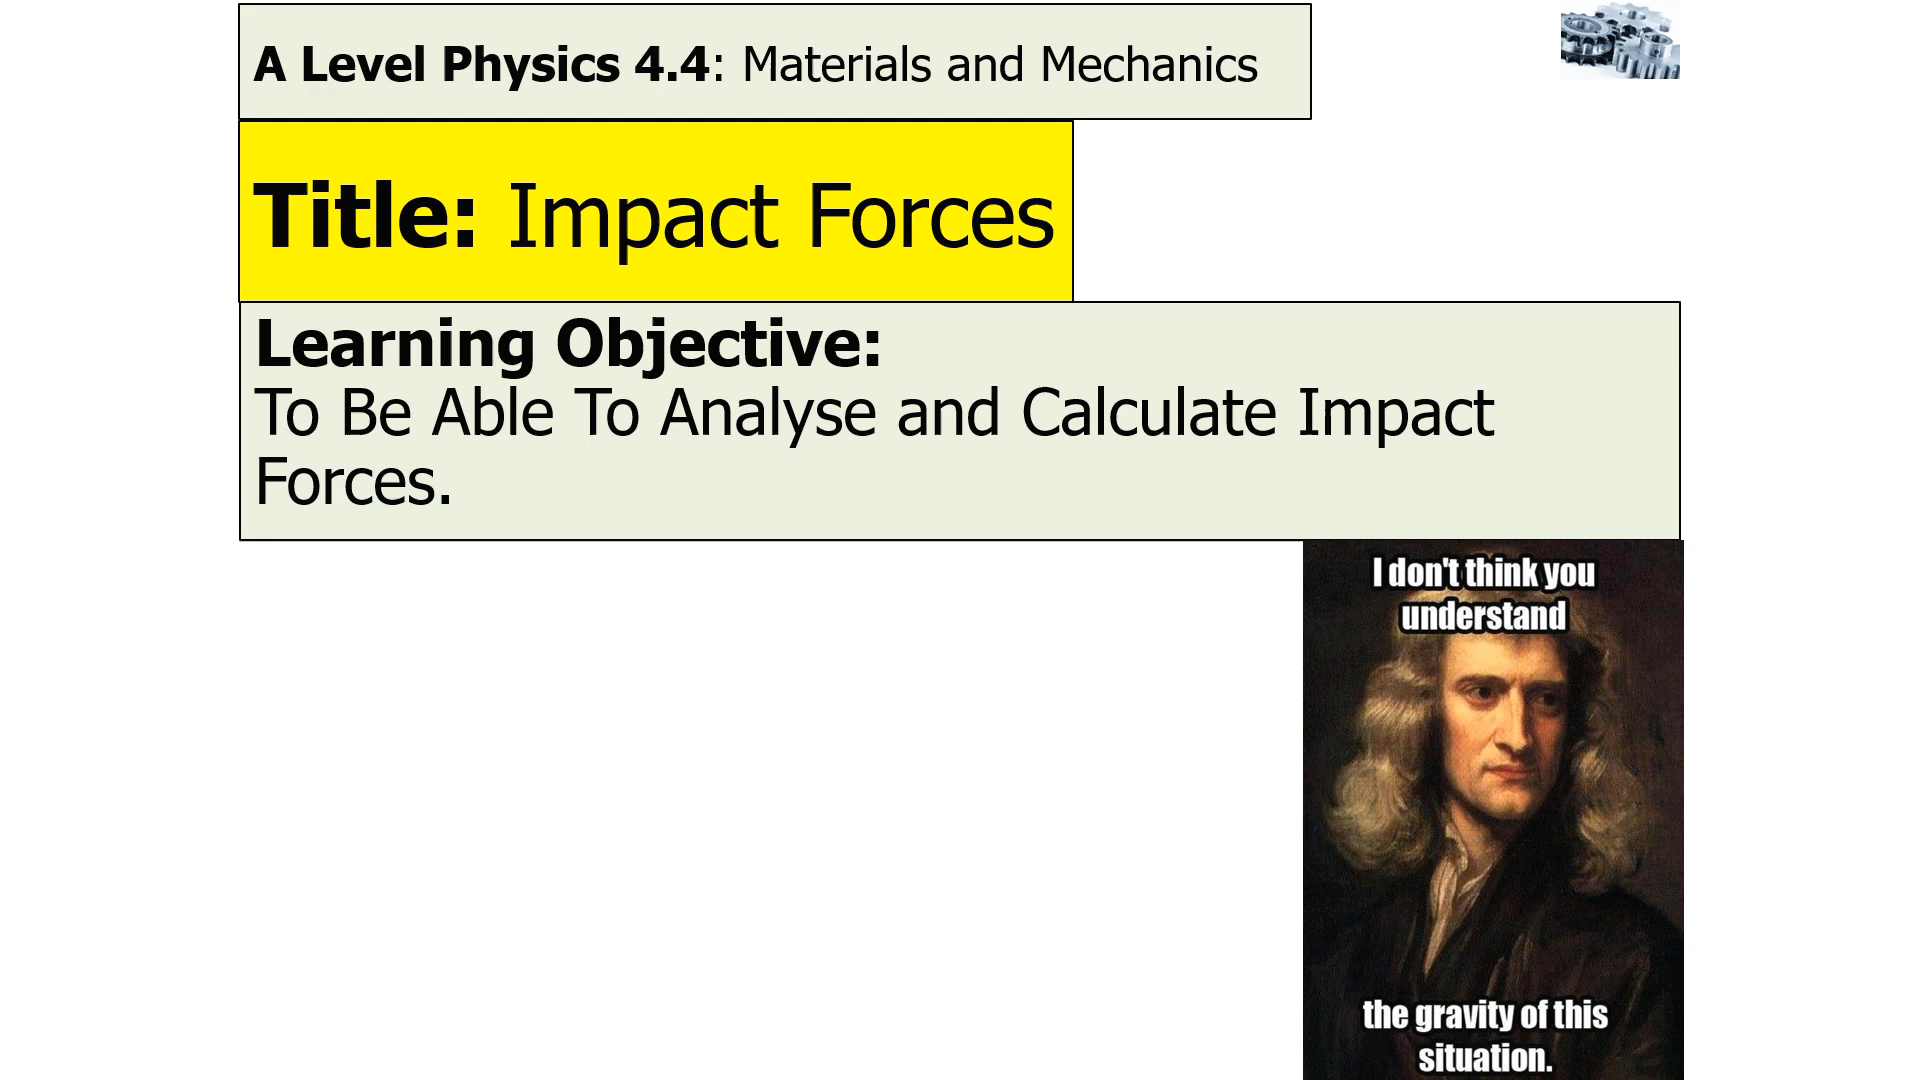 A Level Physics 4.4: Materials and Mechanics
Title: Impact Forces
Learning Objective:
To Be Able To Analyse and Calculate Impact
Forces.
I don't think you
understand
the gravity of this
situation.